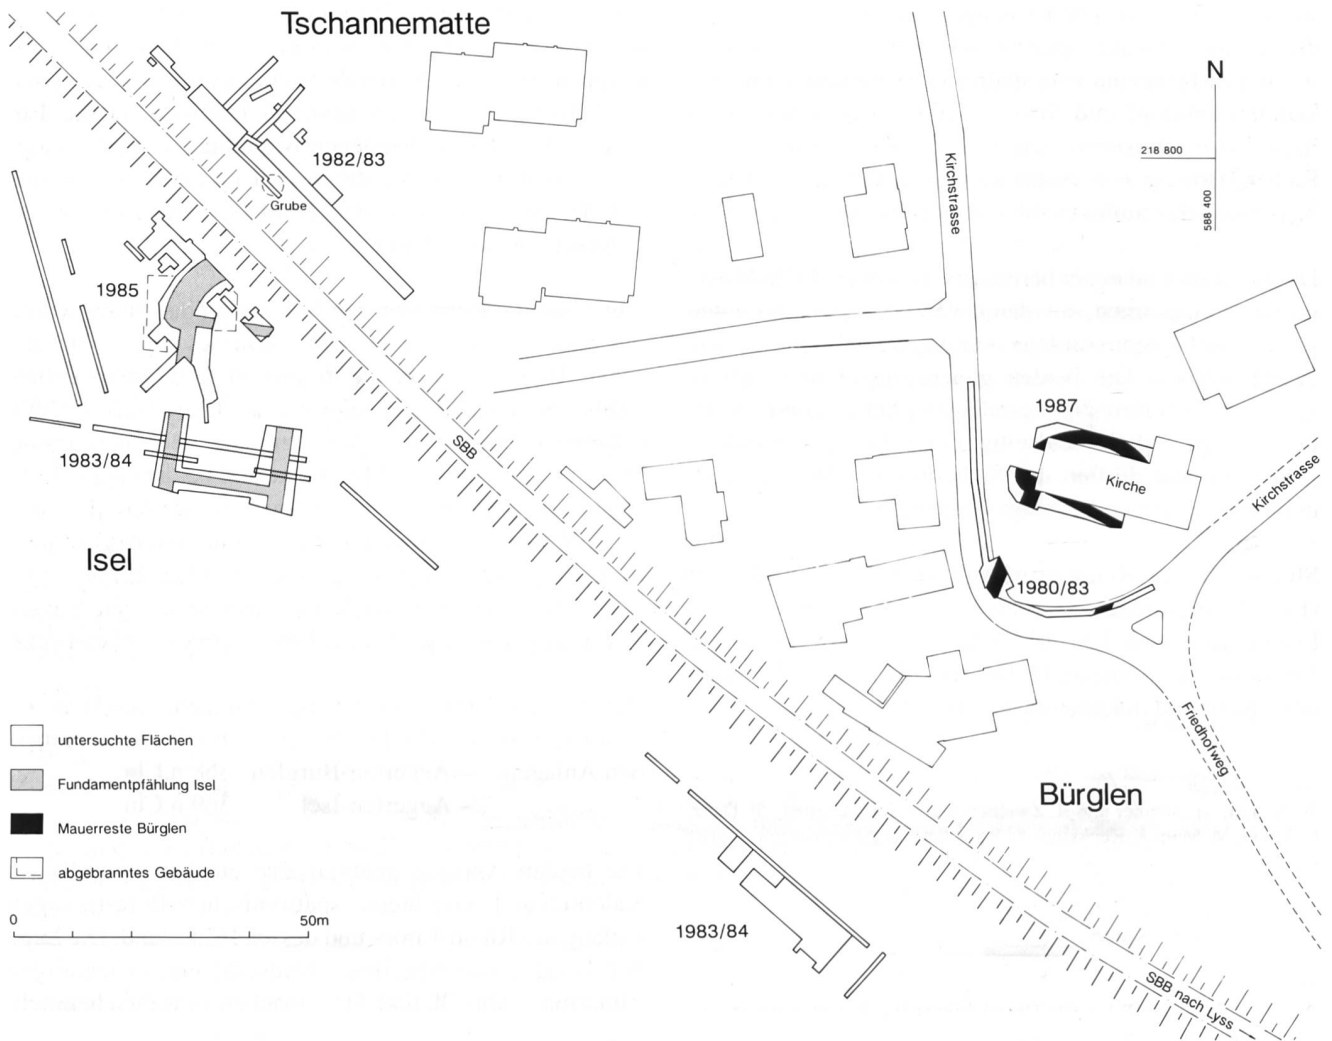 Tschannematte
N
218 800
588 400
Kirchstrasse
1982/83
Grube
1985
1983/84
SBB
Isel
1987
Kirche
Kirchstrasse
1980/83
Friedhofweg
Bürglen
untersuchte Flächen
Fundamentpfählung Isel
Mauerreste Bürglen
abgebranntes Gebäude
0 50m
1983/84
SBB nach Lyss